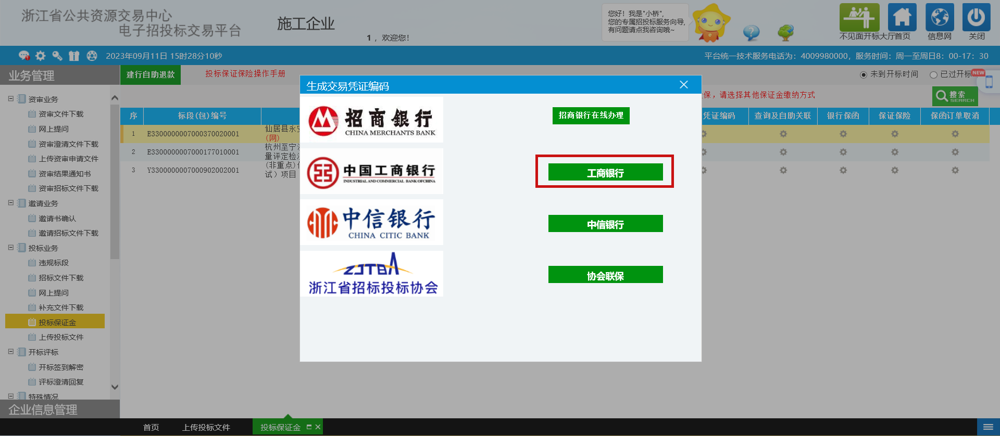 浙江省公共资源交易中心
电子招投标交易平台
施工企业
1 ，欢迎您!
您好！我是"小桥",
您的专属招投标服务向导,
有问题请点我咨询哦~
不见面开标大厅
首页
信息网
关闭
2023年09月11日 15时28分10秒
平台统一技术服务电话为：4009980000，服务时间：周一至周日8：00-17：30
业务管理
建行自助退款
投标保证保险操作手册
未到开标时间
已过开标
NEW
保，请选择其他保证金缴纳方式
搜索
SEARCH
资审业务
资审文件下载
网上提问
资审澄清文件下载
上传资审申请文件
资审结果通知书
资审招标文件下载
邀请业务
邀请书确认
邀请招标文件下载
投标业务
违规标段
招标文件下载
网上提问
补充文件下载
投标保证金
上传投标文件
开标评标
开标签到解密
评标澄清回复
特殊情况
企业信息管理
序
标段(包)编号
凭证编码
查询及自助关联
银行保函
保证保险
保函订单取消
1
E3300000007000370020001
仙居县永安
(网)
2
E3300000007000177010001
杭州至宁波
量评定检测
3
Y3300000007000902002001
(非重点)仿
试）项目
生成交易凭证编码
招商银行
CHINA MERCHANTS BANK
招商银行在线办理
中国工商银行
INDUSTRIAL AND COMMERCIAL BANK OF CHINA
工商银行
中信银行
CHINA CITIC BANK
中信银行
ZJTBA
浙江省招标投标协会
协会联保
首页
上传投标文件
投标保证金